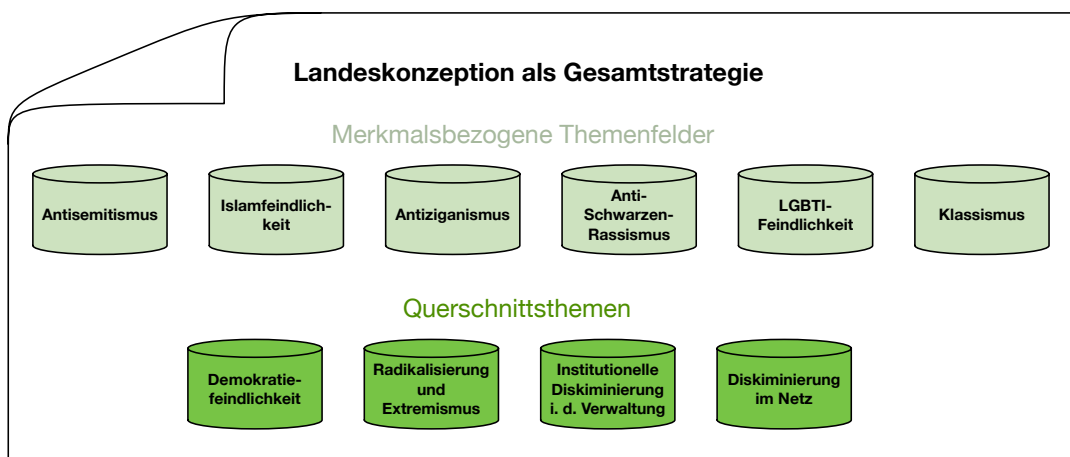 Landeskonzeption als Gesamtstrategie
Merkmalsbezogene Themenfelder
Antisemitismus
Islamfeindlich-
keit
Antiziganismus
Anti-
Schwarzen-
Rassismus
LGBTI-
Feindlichkeit
Klassismus
Querschnittsthemen
Demokratie-
feindlichkeit
Radikalisierung
und
Extremismus
Institutionelle
Diskiminierung
i. d. Verwaltung
Diskiminierung
im Netz